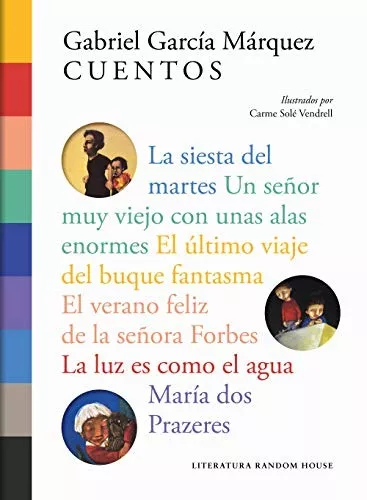 Gabriel García Márquez
CUENTOS
Ilustrados por
Carme Solé Vendrell
La siesta del
martes Un señor
muy viejo con unas alas
enormes El último viaje
del buque fantasma
El verano feliz
de la señora Forbes
La luz es como el agua
María dos
Prazeres
LITERATURA RANDOM HOUSE